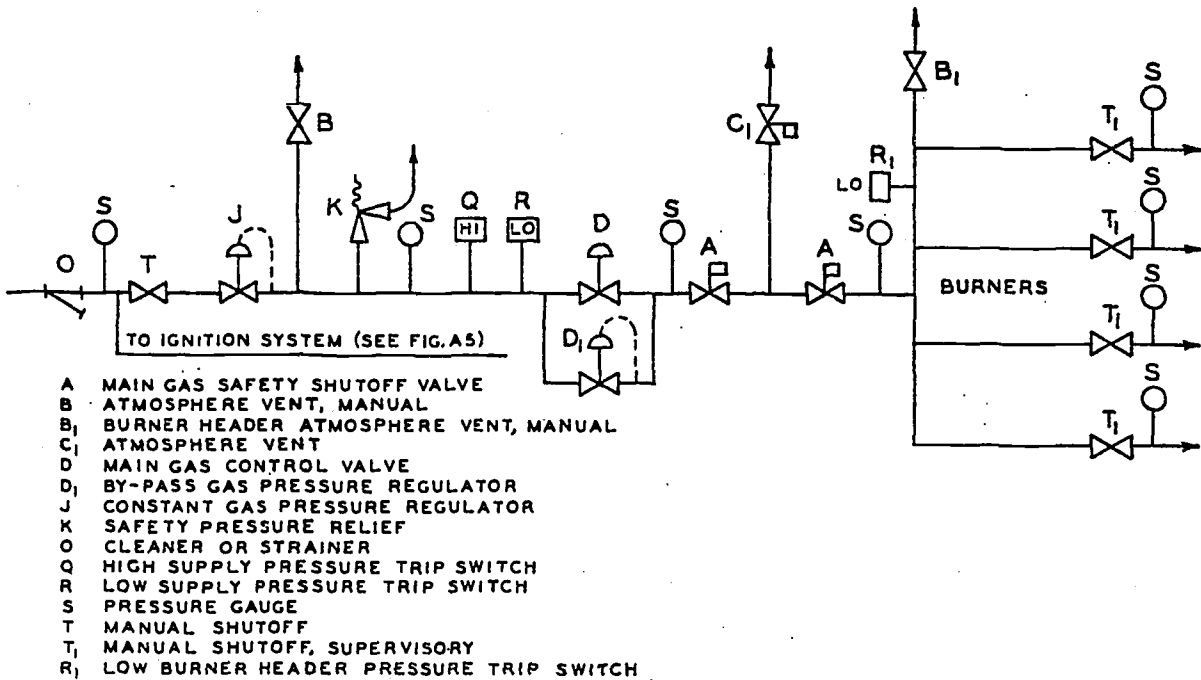 B
B₁
S
C₁
T₁
S
J
K
Q
R
R₁
HI
LO
LO
S
D
S
A
A
S
T₁
S
O
T
BURNERS
S
TO IGNITION SYSTEM (SEE FIG. A5)
D₁
T₁
S
T₁
A MAIN GAS SAFETY SHUTOFF VALVE
B ATMOSPHERE VENT, MANUAL
B₁ BURNER HEADER ATMOSPHERE VENT, MANUAL
C₁ ATMOSPHERE VENT
D MAIN GAS CONTROL VALVE
D₁ BY-PASS GAS PRESSURE REGULATOR
J CONSTANT GAS PRESSURE REGULATOR
K SAFETY PRESSURE RELIEF
O CLEANER OR STRAINER
Q HIGH SUPPLY PRESSURE TRIP SWITCH
R LOW SUPPLY PRESSURE TRIP SWITCH
S PRESSURE GAUGE
T MANUAL SHUTOFF
T₁ MANUAL SHUTOFF, SUPERVISORY
R₁ LOW BURNER HEADER PRESSURE TRIP SWITCH